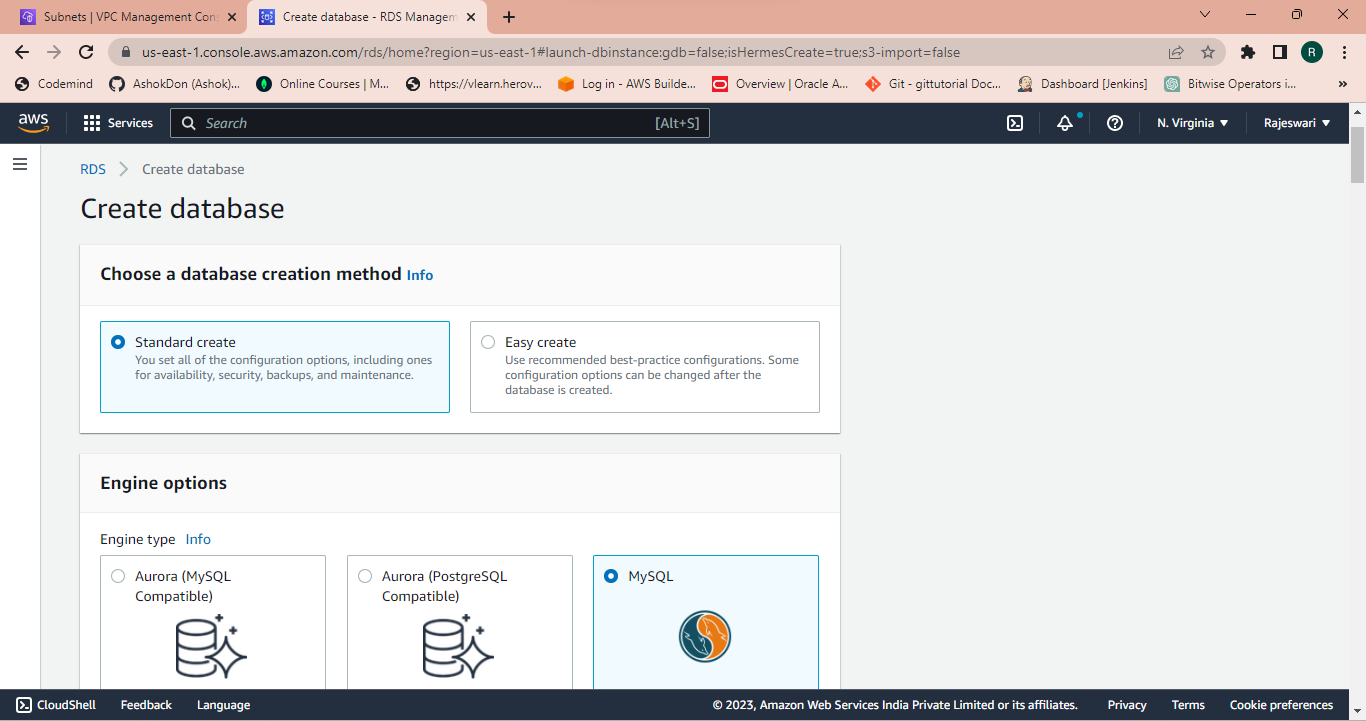 Subnets | VPC Management Con
Create database - RDS Managem
us-east-1.console.aws.amazon.com/rds/home?region=us-east-1#launch-dbinstance:gdb=false;isHermesCreate=true;s3-import=false
R
Codemind
AshokDon (Ashok)...
Online Courses | M...
https://vlearn.herov...
Log in - AWS Builde...
Overview | Oracle A...
Git - gittutorial Doc...
Dashboard [Jenkins]
Bitwise Operators i...
»
aws
Services
Search
[Alt+S]
N. Virginia
Rajeswari
RDS
Create database
Create database
Choose a database creation method Info
Standard create
You set all of the configuration options, including ones
for availability, security, backups, and maintenance.
Easy create
Use recommended best-practice configurations. Some
configuration options can be changed after the
database is created.
Engine options
Engine type Info
Aurora (MySQL
Compatible)
Aurora (PostgreSQL
Compatible)
MySQL
CloudShell
Feedback
Language
© 2023, Amazon Web Services India Private Limited or its affiliates.
Privacy
Terms
Cookie preferences